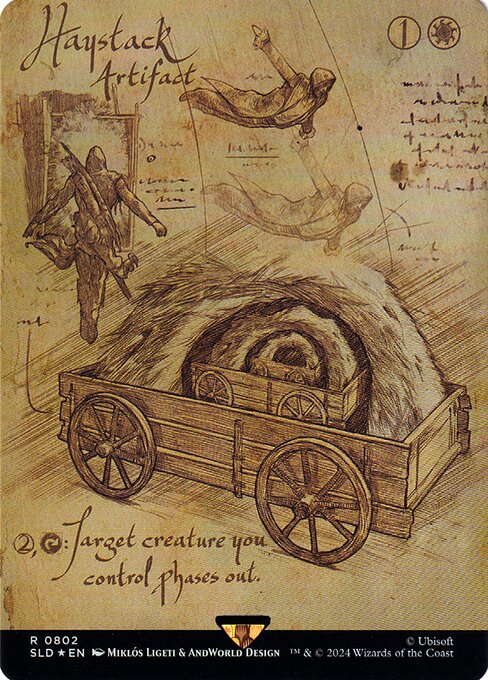 Haystack
1
Artifact
2, : Target creature you
control phases out.
R 0802
SLD ★ EN MIKLÓS LIGETI & ANDWORLD DESIGN
© Ubisoft
™ & © 2024 Wizards of the Coast